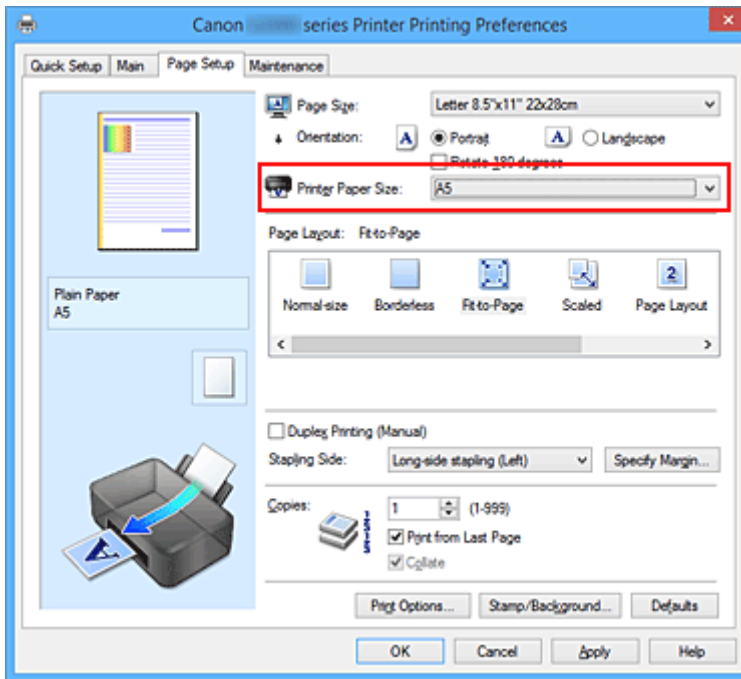 Canon series Printer Printing Preferences
Quick Setup Main Page Setup Maintenance
Page Size: Letter 8.5"x11" 22x28cm
Orientation: A Portrait A Landscape
Rotate 180 degrees
Printer Paper Size: A5
Page Layout: Fit-to-Page
2
Normal-size Borderless Fit-to-Page Scaled Page Layout
Plain Paper
A5
Duplex Printing (Manual)
Stapling Side: Long-side stapling (Left) Specify Margin...
Copies: 1 (1-999)
Print from Last Page
Collate
A
Print Options... Stamp/Background... Defaults
OK Cancel Apply Help